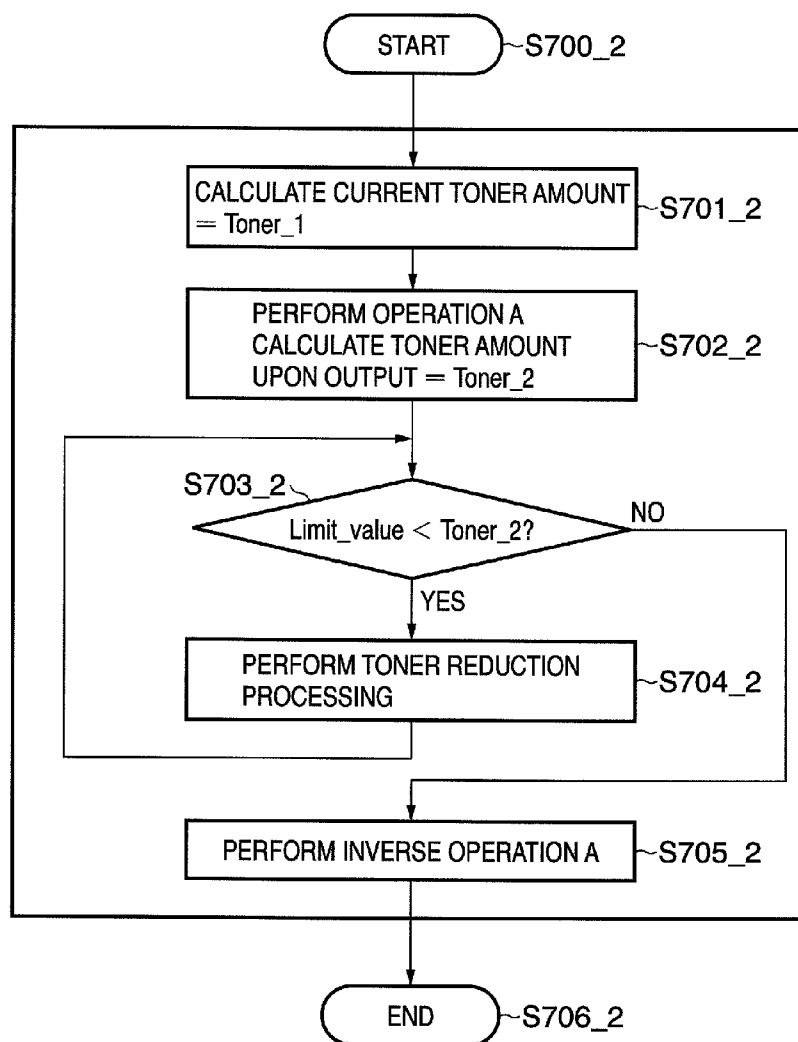 START
S700_2
CALCULATE CURRENT TONER AMOUNT
= Toner_1
S701_2
PERFORM OPERATION A
CALCULATE TONER AMOUNT
UPON OUTPUT = Toner_2
S702_2
S703_2
Limit_value < Toner_2?
NO
YES
PERFORM TONER REDUCTION
PROCESSING
S704_2
PERFORM INVERSE OPERATION A
S705_2
END
S706_2